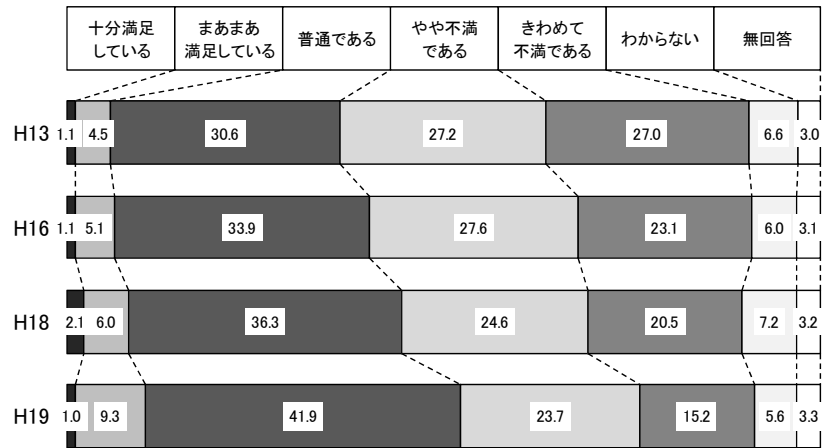 十分満足
している
まあまあ
満足している
普通である
やや不満
である
きわめて
不満である
わからない
無回答
H13 1.1 4.5 30.6 27.2 27.0 6.6 3.0
H16 1.1 5.1 33.9 27.6 23.1 6.0 3.1
H18 2.1 6.0 36.3 24.6 20.5 7.2 3.2
H19 1.0 9.3 41.9 23.7 15.2 5.6 3.3